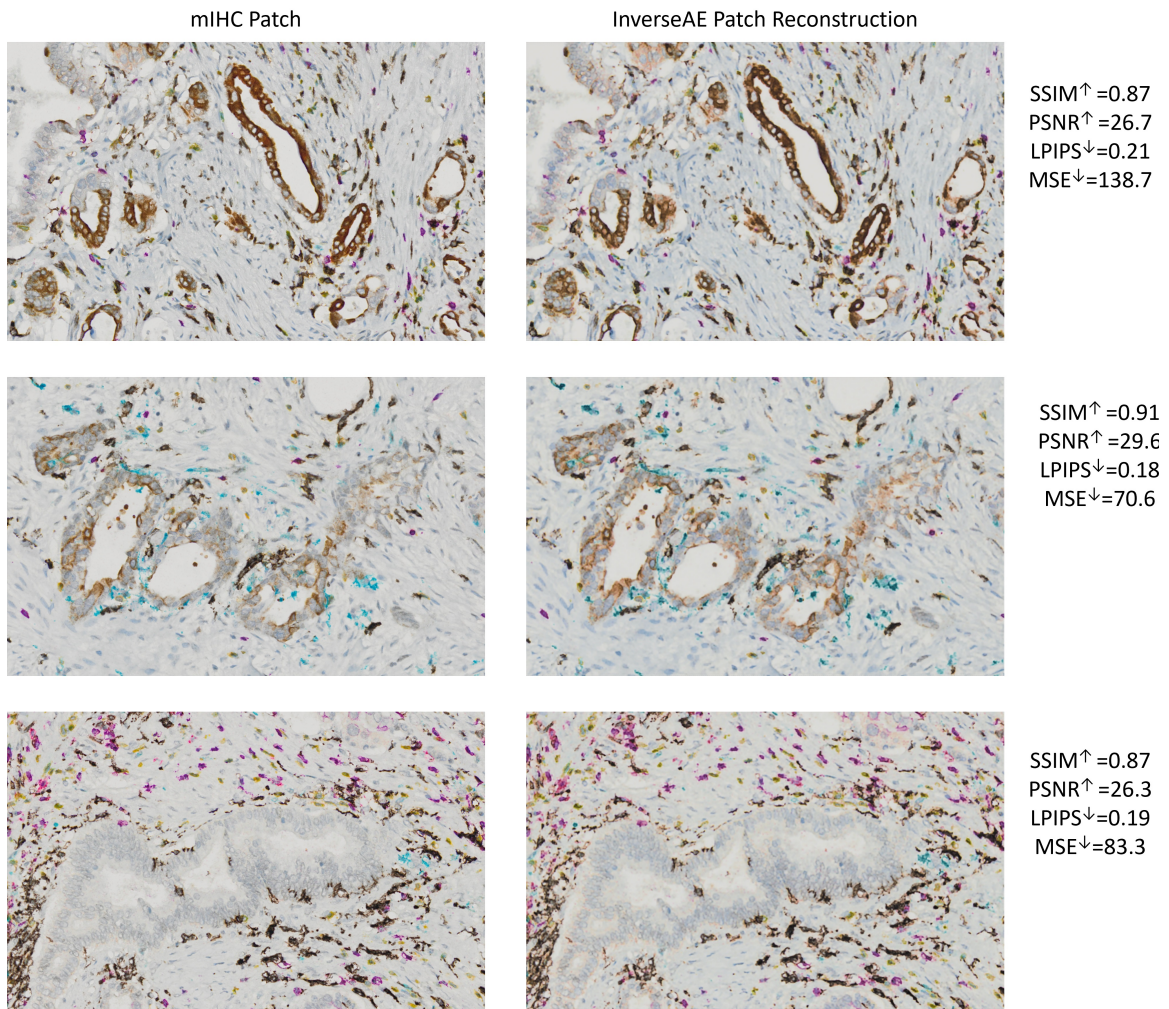 mIHC Patch
InverseAE Patch Reconstruction
SSIM↑=0.87
PSNR↑=26.7
LPIPS↓=0.21
MSE↓=138.7
SSIM↑=0.91
PSNR↑=29.6
LPIPS↓=0.18
MSE↓=70.6
SSIM↑=0.87
PSNR↑=26.3
LPIPS↓=0.19
MSE↓=83.3